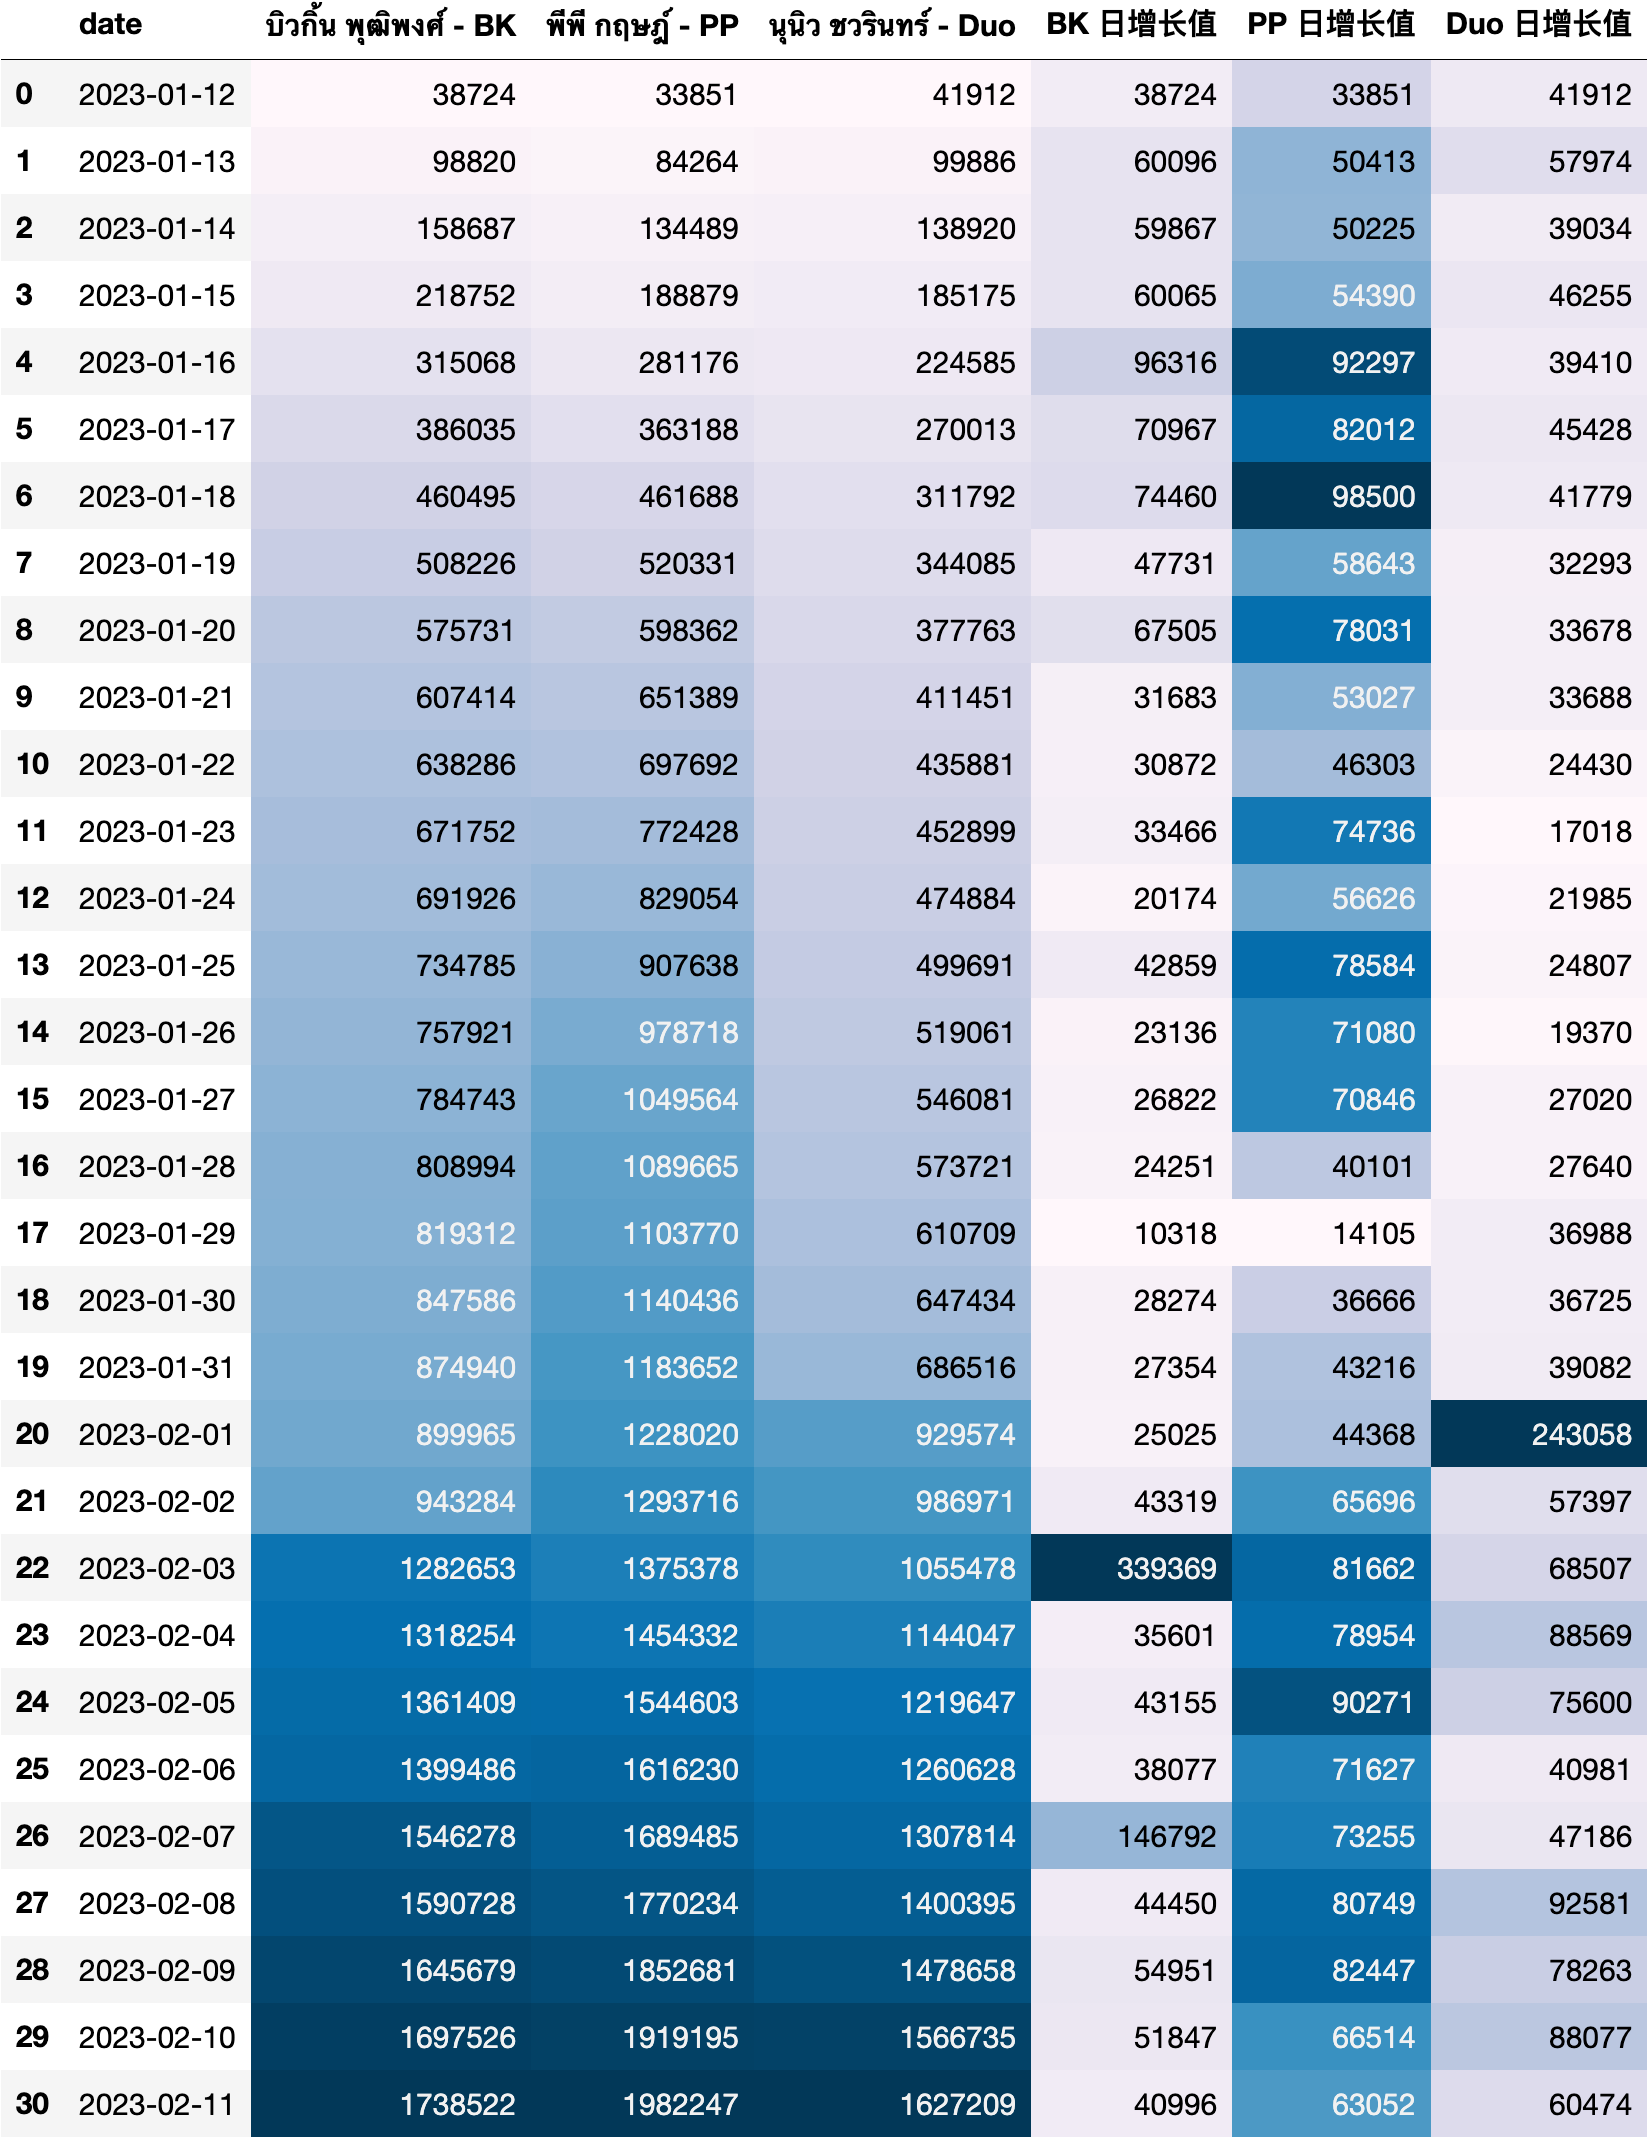 date บิวกิ้น พุฒิพงศ์ - BK พีพี กฤษฎ์ - PP นุนิว ชวรินทร์ - Duo BK 日增长值 PP 日增长值 Duo 日增长值
0 2023-01-12 38724 33851 41912 38724 33851 41912
1 2023-01-13 98820 84264 99886 60096 50413 57974
2 2023-01-14 158687 134489 138920 59867 50225 39034
3 2023-01-15 218752 188879 185175 60065 54390 46255
4 2023-01-16 315068 281176 224585 96316 92297 39410
5 2023-01-17 386035 363188 270013 70967 82012 45428
6 2023-01-18 460495 461688 311792 74460 98500 41779
7 2023-01-19 508226 520331 344085 47731 58643 32293
8 2023-01-20 575731 598362 377763 67505 78031 33678
9 2023-01-21 607414 651389 411451 31683 53027 33688
10 2023-01-22 638286 697692 435881 30872 46303 24430
11 2023-01-23 671752 772428 452899 33466 74736 17018
12 2023-01-24 691926 829054 474884 20174 56626 21985
13 2023-01-25 734785 907638 499691 42859 78584 24807
14 2023-01-26 757921 978718 519061 23136 71080 19370
15 2023-01-27 784743 1049564 546081 26822 70846 27020
16 2023-01-28 808994 1089665 573721 24251 40101 27640
17 2023-01-29 819312 1103770 610709 10318 14105 36988
18 2023-01-30 847586 1140436 647434 28274 36666 36725
19 2023-01-31 874940 1183652 686516 27354 43216 39082
20 2023-02-01 899965 1228020 929574 25025 44368 243058
21 2023-02-02 943284 1293716 986971 43319 65696 57397
22 2023-02-03 1282653 1375378 1055478 339369 81662 68507
23 2023-02-04 1318254 1454332 1144047 35601 78954 88569
24 2023-02-05 1361409 1544603 1219647 43155 90271 75600
25 2023-02-06 1399486 1616230 1260628 38077 71627 40981
26 2023-02-07 1546278 1689485 1307814 146792 73255 47186
27 2023-02-08 1590728 1770234 1400395 44450 80749 92581
28 2023-02-09 1645679 1852681 1478658 54951 82447 78263
29 2023-02-10 1697526 1919195 1566735 51847 66514 88077
30 2023-02-11 1738522 1982247 1627209 40996 63052 60474